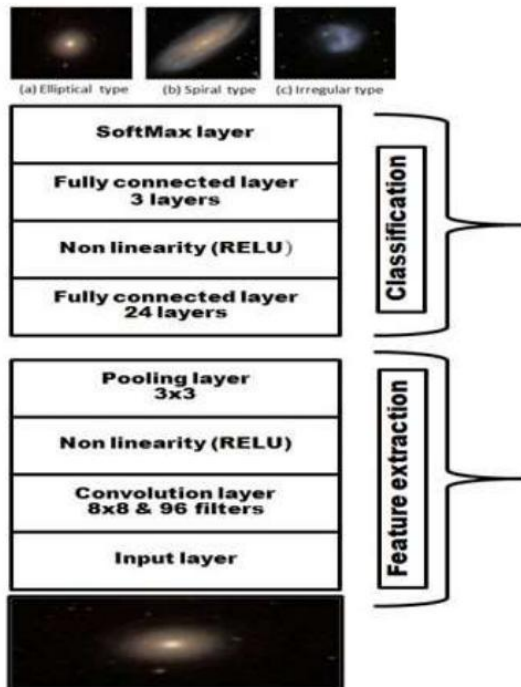 (a) Elliptical type
(b) Spiral type
(c) Irregular type
SoftMax layer
Fully connected layer
3 layers
Non linearity (RELU)
Fully connected layer
24 layers
Classification
Pooling layer
3x3
Non linearity (RELU)
Convolution layer
8x8 & 96 filters
Input layer
Feature extraction